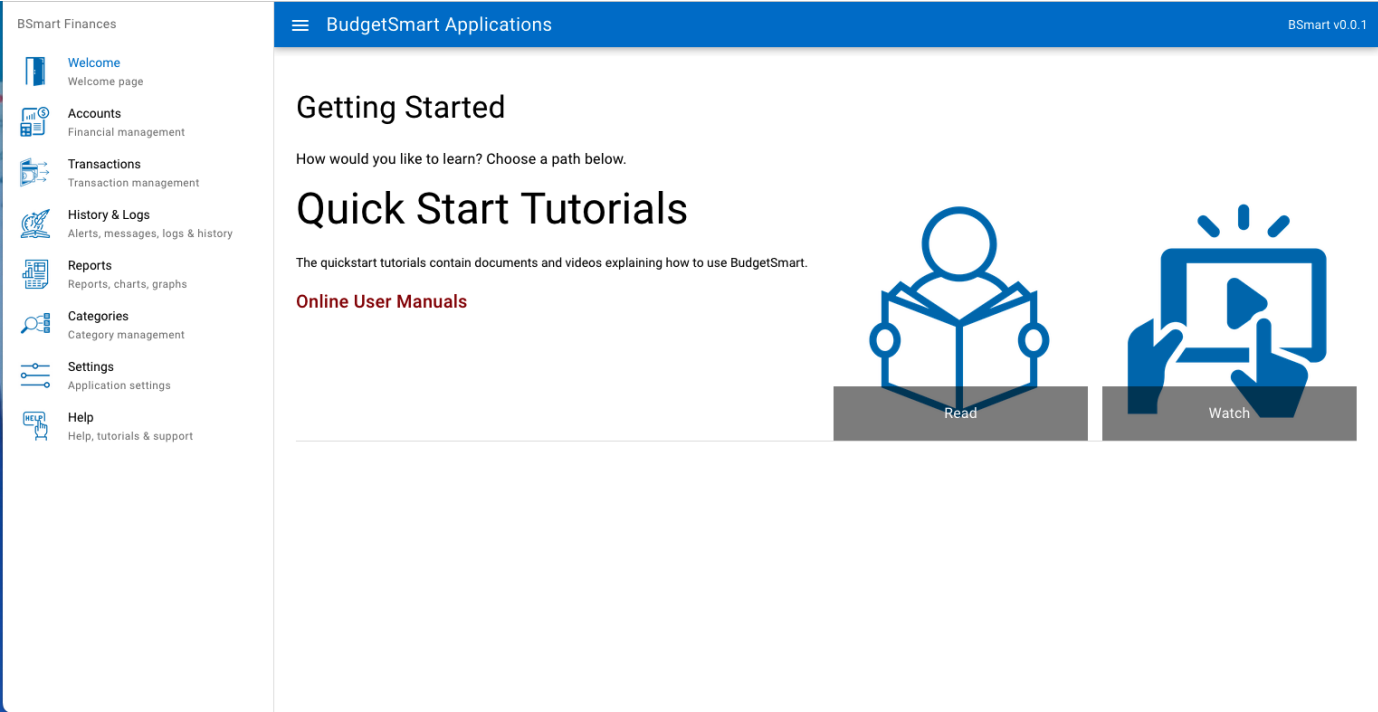 BSmart Finances
Welcome
Welcome page
Accounts
Financial management
Transactions
Transaction management
History & Logs
Alerts, messages, logs & history
Reports
Reports, charts, graphs
Categories
Category management
Settings
Application settings
HELP
Help
Help, tutorials & support
BudgetSmart Applications
BSmart v0.0.1
Getting Started
How would you like to learn? Choose a path below.
Quick Start Tutorials
The quickstart tutorials contain documents and videos explaining how to use BudgetSmart.
Online User Manuals
Read
Watch